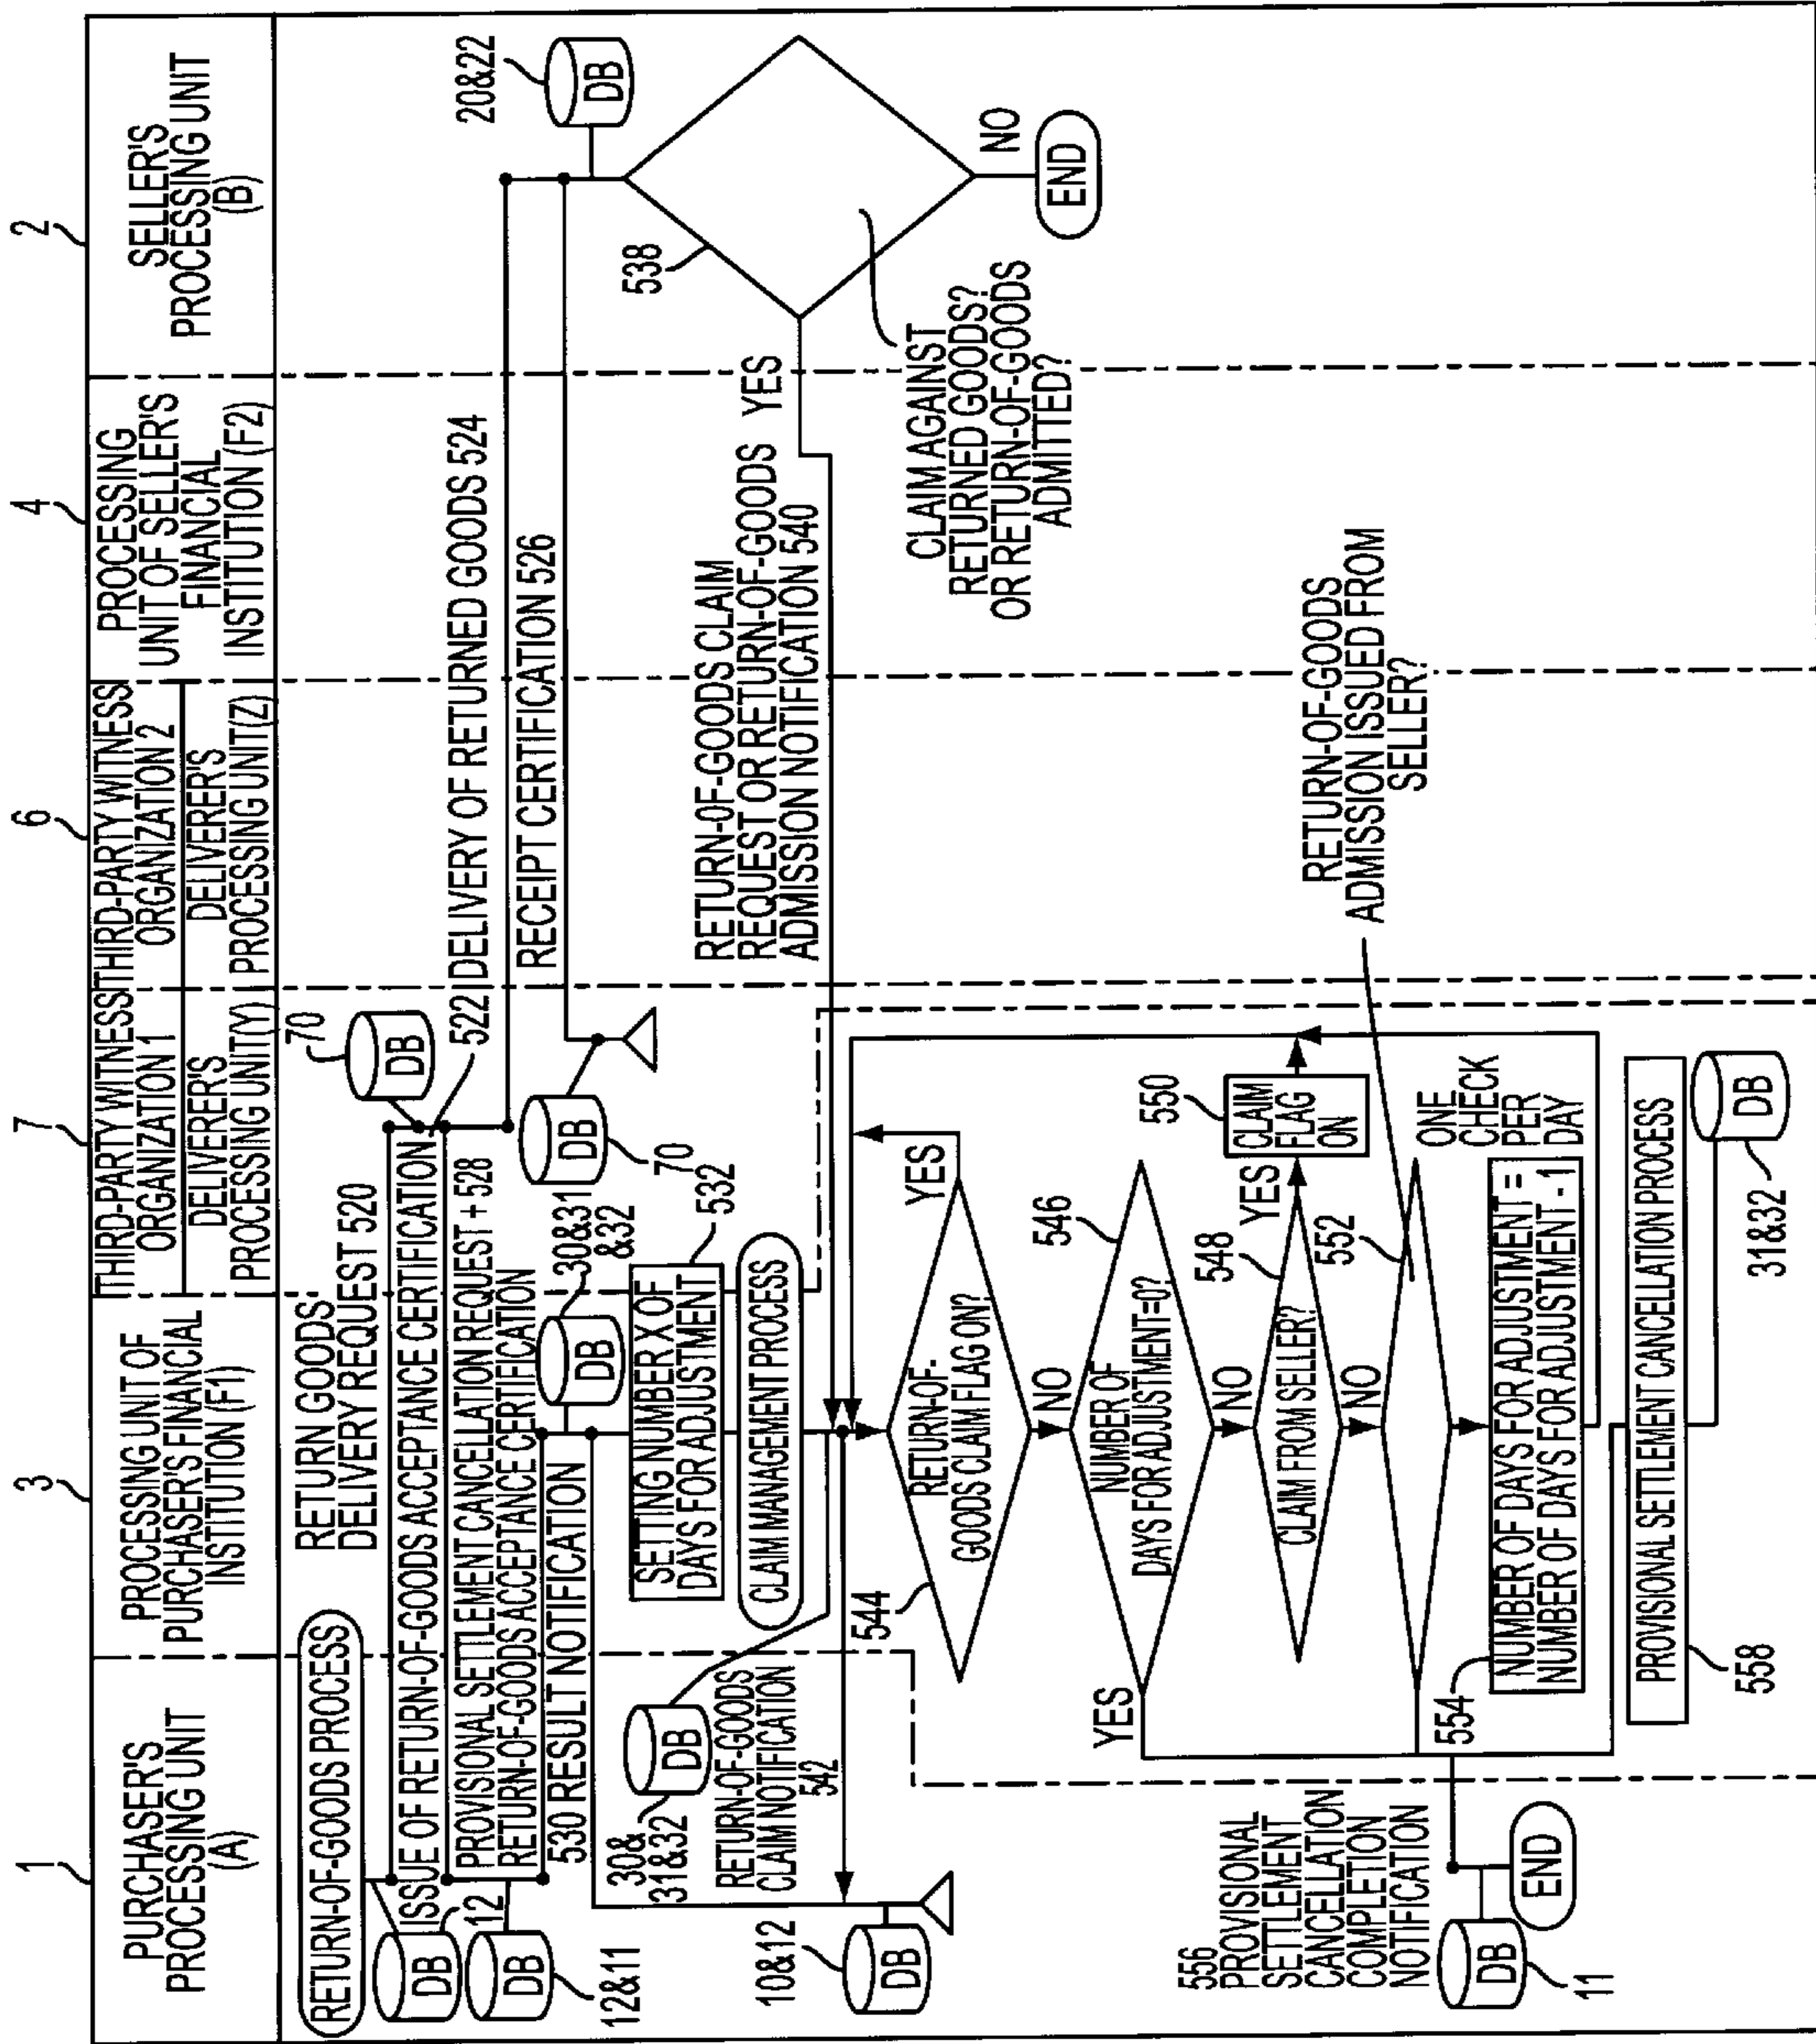 1
3
7
6
4
2
PURCHASER'S
PROCESSING UNIT
(A)
PROCESSING UNIT OF
PURCHASER'S FINANCIAL
INSTITUTION (F1)
THIRD-PARTY WITNESS
ORGANIZATION 1
DELIVERER'S
PROCESSING UNIT(Y)
THIRD-PARTY WITNESS
ORGANIZATION 2
DELIVERER'S
PROCESSING UNIT(Z)
PROCESSING
UNIT OF SELLER'S
FINANCIAL
INSTITUTION (F2)
SELLER'S
PROCESSING UNIT
(B)
RETURN-OF-GOODS PROCESS
RETURN GOODS
DELIVERY REQUEST 520
70
DB
DB
12
ISSUE OF RETURN-OF-GOODS ACCEPTANCE CERTIFICATION
522
DELIVERY OF RETURNED GOODS 524
PROVISIONAL SETTLEMENT CANCELLATION REQUEST + 528
RETURN-OF-GOODS ACCEPTANCE CERTIFICATION
DB
12&11
RECEIPT CERTIFICATION 526
20&22
DB
DB
70
530 RESULT NOTIFICATION
DB
30&31
&32
SETTING NUMBER X OF
DAYS FOR ADJUSTMENT
532
538
30&
31&32
DB
CLAIM MANAGEMENT PROCESS
RETURN-OF-GOODS CLAIM
REQUEST OR RETURN-OF-GOODS
ADMISSION NOTIFICATION 540
YES
RETURN-OF-GOODS
CLAIM NOTIFICATION
542
10&12
DB
544
RETURN-OF-
GOODS CLAIM FLAG ON?
YES
NO
CLAIM AGAINST
RETURNED GOODS?
OR RETURN-OF-GOODS
ADMITTED?
NO
END
NUMBER OF
DAYS FOR ADJUSTMENT=0?
546
YES
NO
548
CLAIM FROM SELLER?
YES
550
CLAIM
FLAG
ON
NO
552
RETURN-OF-GOODS
ADMISSION ISSUED FROM
SELLER?
ONE
CHECK
PER
DAY
556
PROVISIONAL
SETTLEMENT
CANCELLATION
COMPLETION
NOTIFICATION
DB
11
END
554
NUMBER OF DAYS FOR ADJUSTMENT =
NUMBER OF DAYS FOR ADJUSTMENT -1
PROVISIONAL SETTLEMENT CANCELLATION PROCESS
558
DB
31&32